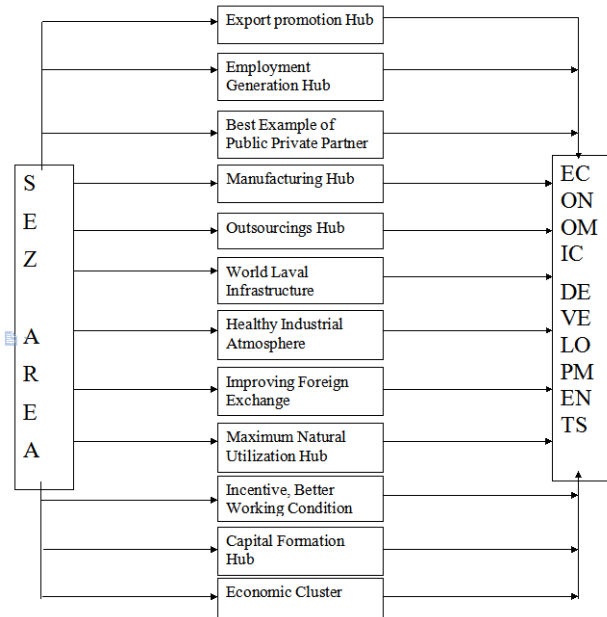 Export promotion Hub
Employment
Generation Hub
Best Example of
Public Private Partner
S
E
Z
A
R
E
A
Manufacturing Hub
Outsourcings Hub
World Laval
Infrastructure
Healthy Industrial
Atmosphere
Improving Foreign
Exchange
Maximum Natural
Utilization Hub
Incentive, Better
Working Condition
Capital Formation
Hub
Economic Cluster
EC
ON
OM
IC
DE
VE
LO
PM
EN
TS